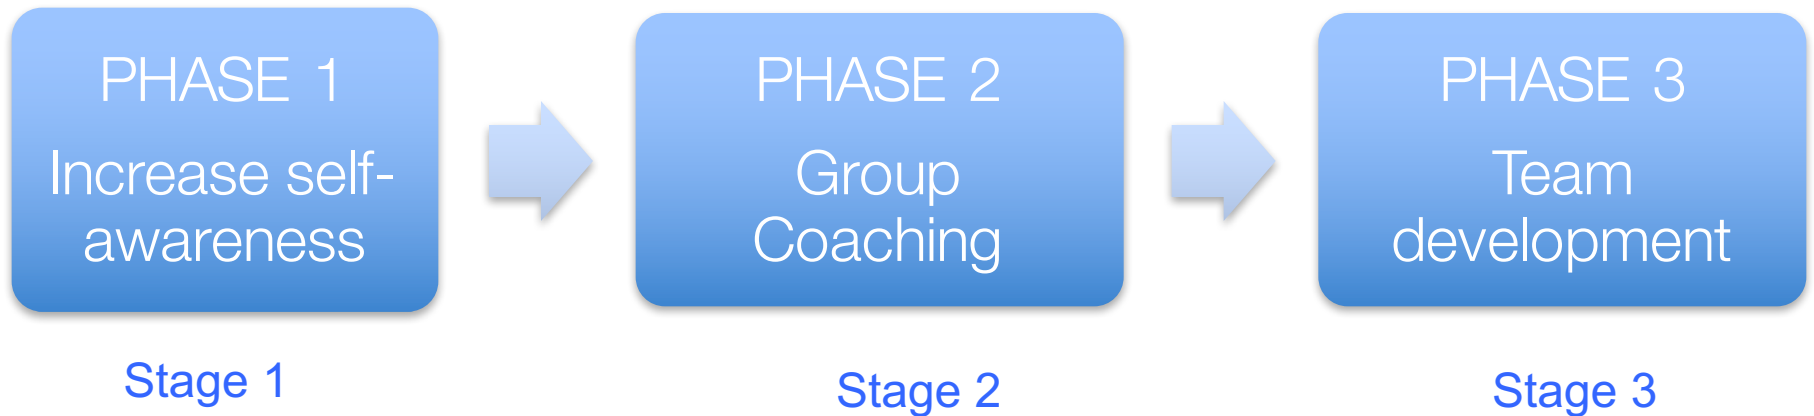 PHASE 1
Increase self-
awareness
PHASE 2
Group
Coaching
PHASE 3
Team
development
Stage 1
Stage 2
Stage 3